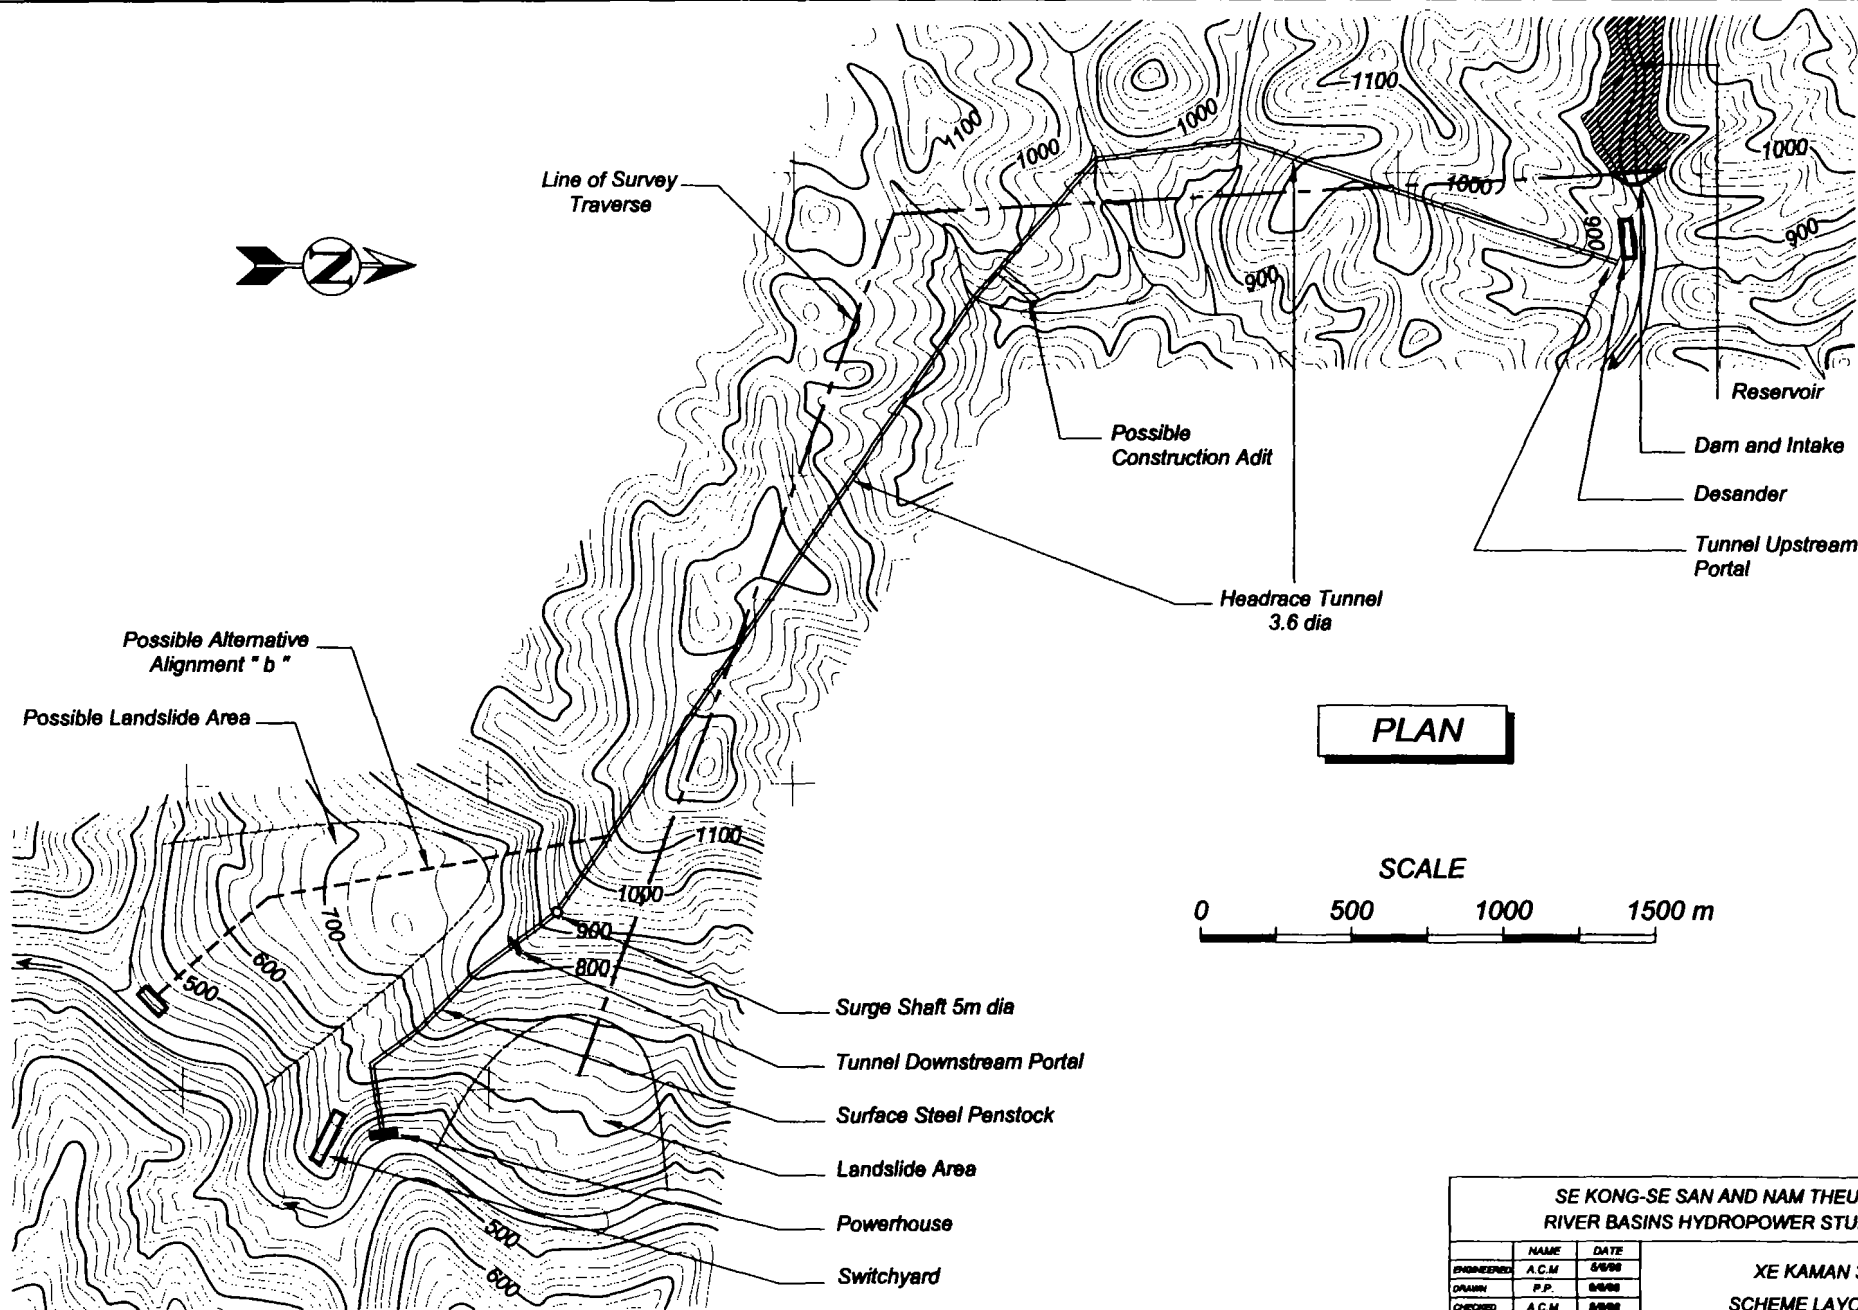 1100
1000
1100
1000
1000
1000
900
900
900
Line of Survey
Traverse
N
Reservoir
Possible
Construction Adit
Dam and Intake
Desander
Tunnel Upstream
Portal
Headrace Tunnel
3.6 dia
Possible Alternative
Alignment " b "
Possible Landslide Area
PLAN
1100
1000
900
800
700
600
500
SCALE
0 500 1000 1500 m
Surge Shaft 5m dia
Tunnel Downstream Portal
Surface Steel Penstock
Landslide Area
Powerhouse
Switchyard
500
600
SE KONG-SE SAN AND NAM THEU
RIVER BASINS HYDROPOWER STU
NAME DATE
ENGINEERED A.C.M
DRAWN P.P.
CHECKED A.C.M
XE KAMAN 3
SCHEME LAYO